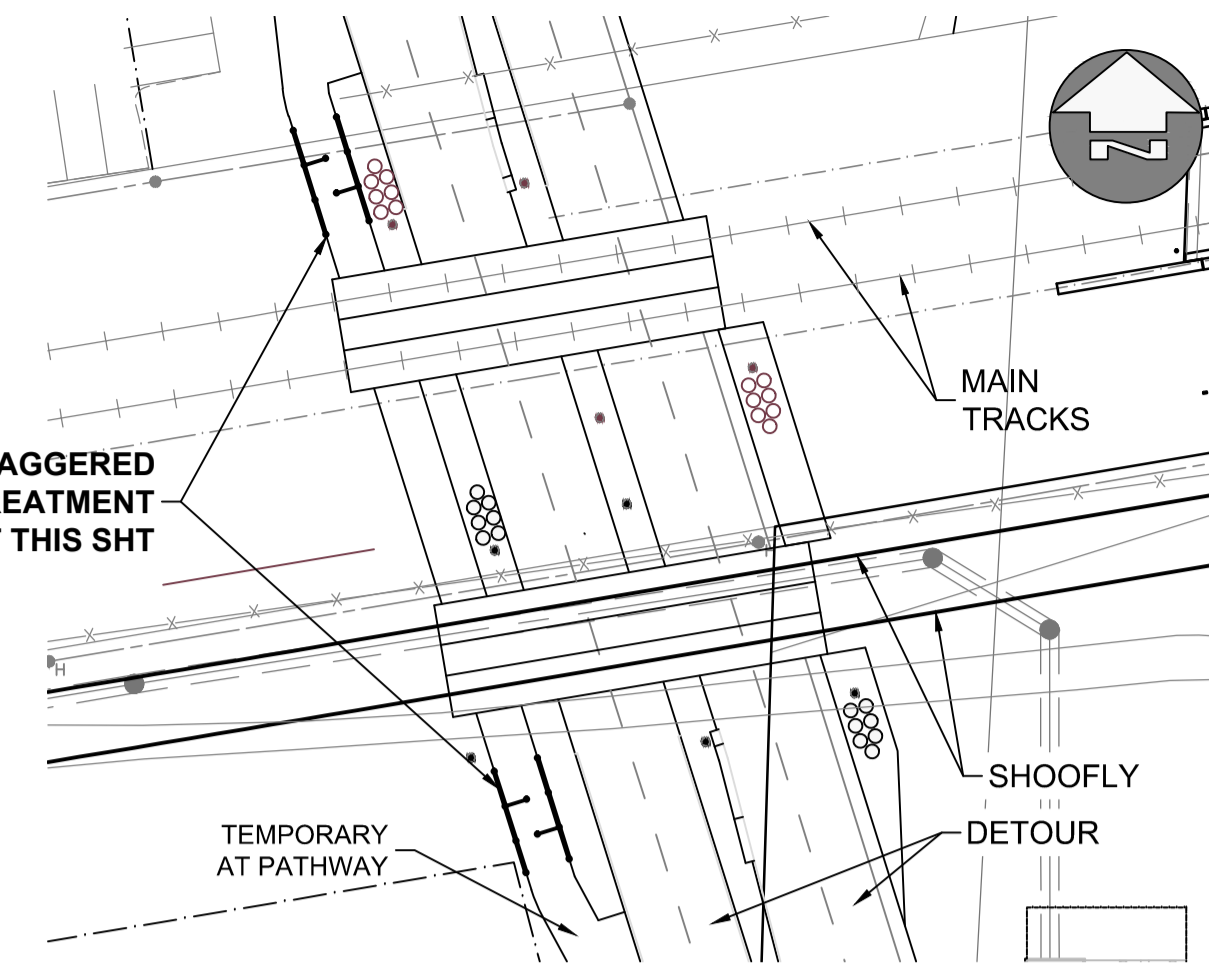 MAIN
TRACKS
AGGERED
EATMENT
THIS SHT
H
SHOOFLY
DETOUR
TEMPORARY
AT PATHWAY